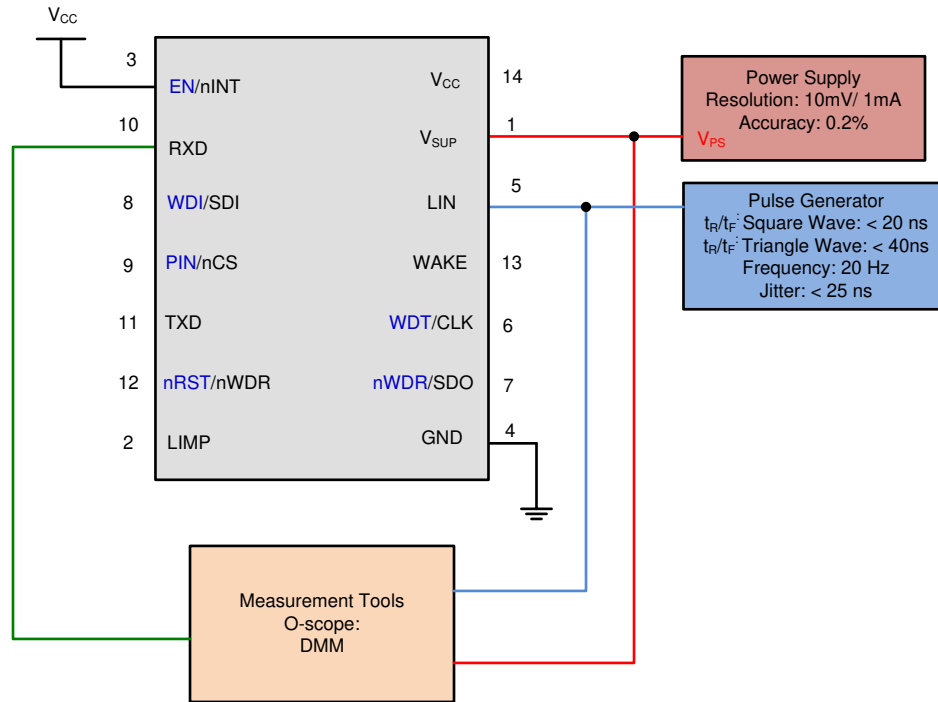 VCC
3
EN/nINT
VCC
14
10
RXD
1
VSUP
8
WDI/SDI
LIN
5
9
PIN/nCS
WAKE
13
11
TXD
WDT/CLK
6
12
nRST/nWDR
nWDR/SDO
7
2
LIMP
GND
4
Power Supply
Resolution: 10mV/ 1mA
Accuracy: 0.2%
VPS
Pulse Generator
tR/tF: Square Wave: < 20 ns
tR/tF: Triangle Wave: < 40ns
Frequency: 20 Hz
Jitter: < 25 ns
Measurement Tools
O-scope:
DMM